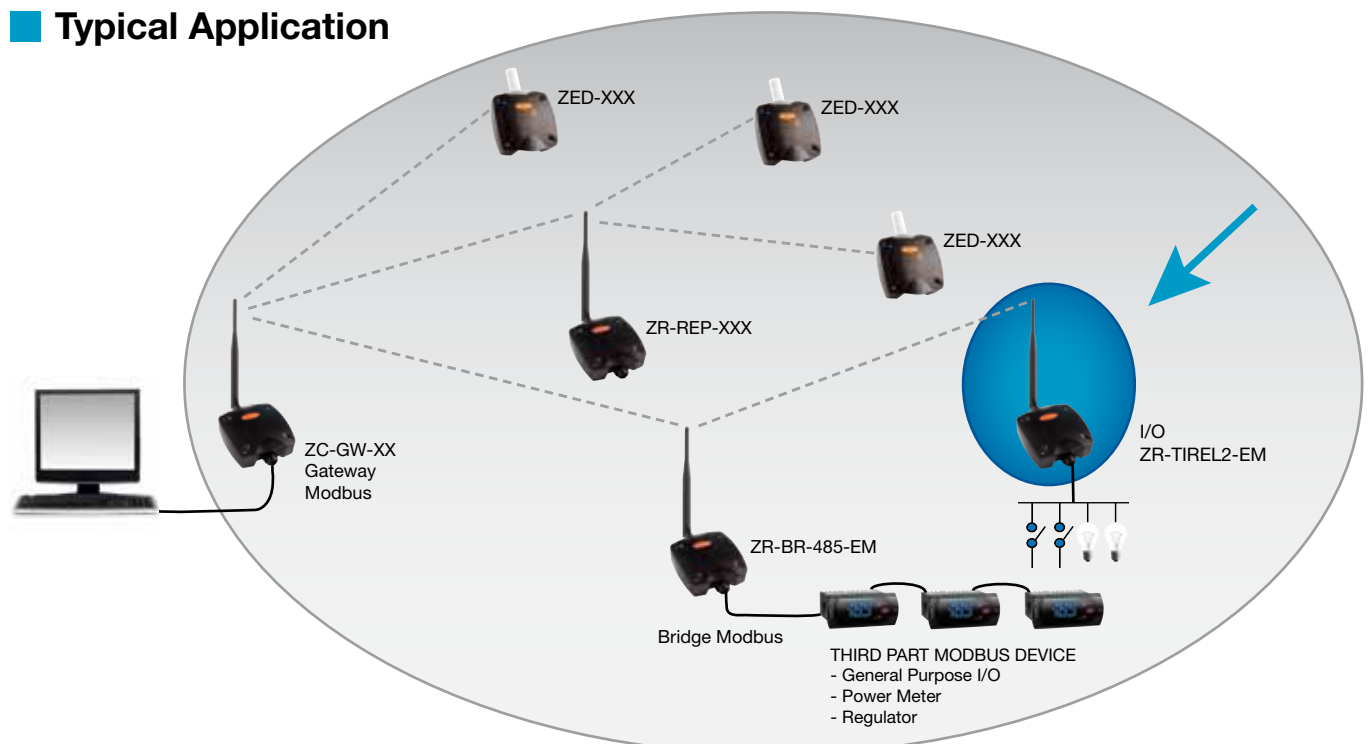 Typical Application
ZED-XXX
ZED-XXX
ZED-XXX
ZR-REP-XXX
I/O
ZR-TIREL2-EM
ZC-GW-XX
Gateway
Modbus
ZR-BR-485-EM
Bridge Modbus
THIRD PART MODBUS DEVICE
- General Purpose I/O
- Power Meter
- Regulator